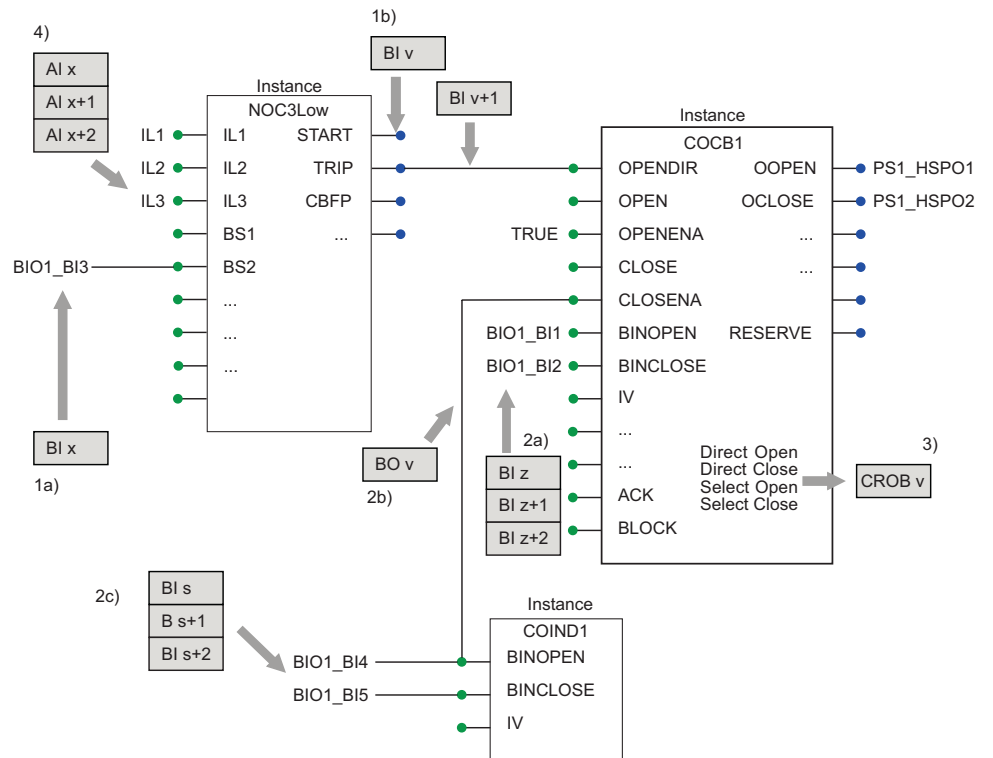 4)
AI x
AI x+1
AI x+2
1b)
BI v
BI v+1
Instance
NOC3Low
IL1 IL1 START
IL2 IL2 TRIP
IL3 IL3 CBFP
BS1 ...
BIO1_BI3 BS2
...
...
...
BI x
1a)
Instance
COCB1
OPENDIR OOPEN PS1_HSPO1
OPEN OCLOSE PS1_HSPO2
TRUE OPENENA ...
CLOSE ...
CLOSENA
BIO1_BI1 BINOPEN RESERVE
BIO1_BI2 BINCLOSE
IV
...
...
ACK
BLOCK
Direct Open
Direct Close
Select Open
Select Close
3)
CROB v
2a)
BI z
BI z+1
BI z+2
BO v
2b)
2c)
BI s
B s+1
BI s+2
Instance
COIND1
BIO1_BI4 BINOPEN
BIO1_BI5 BINCLOSE
IV